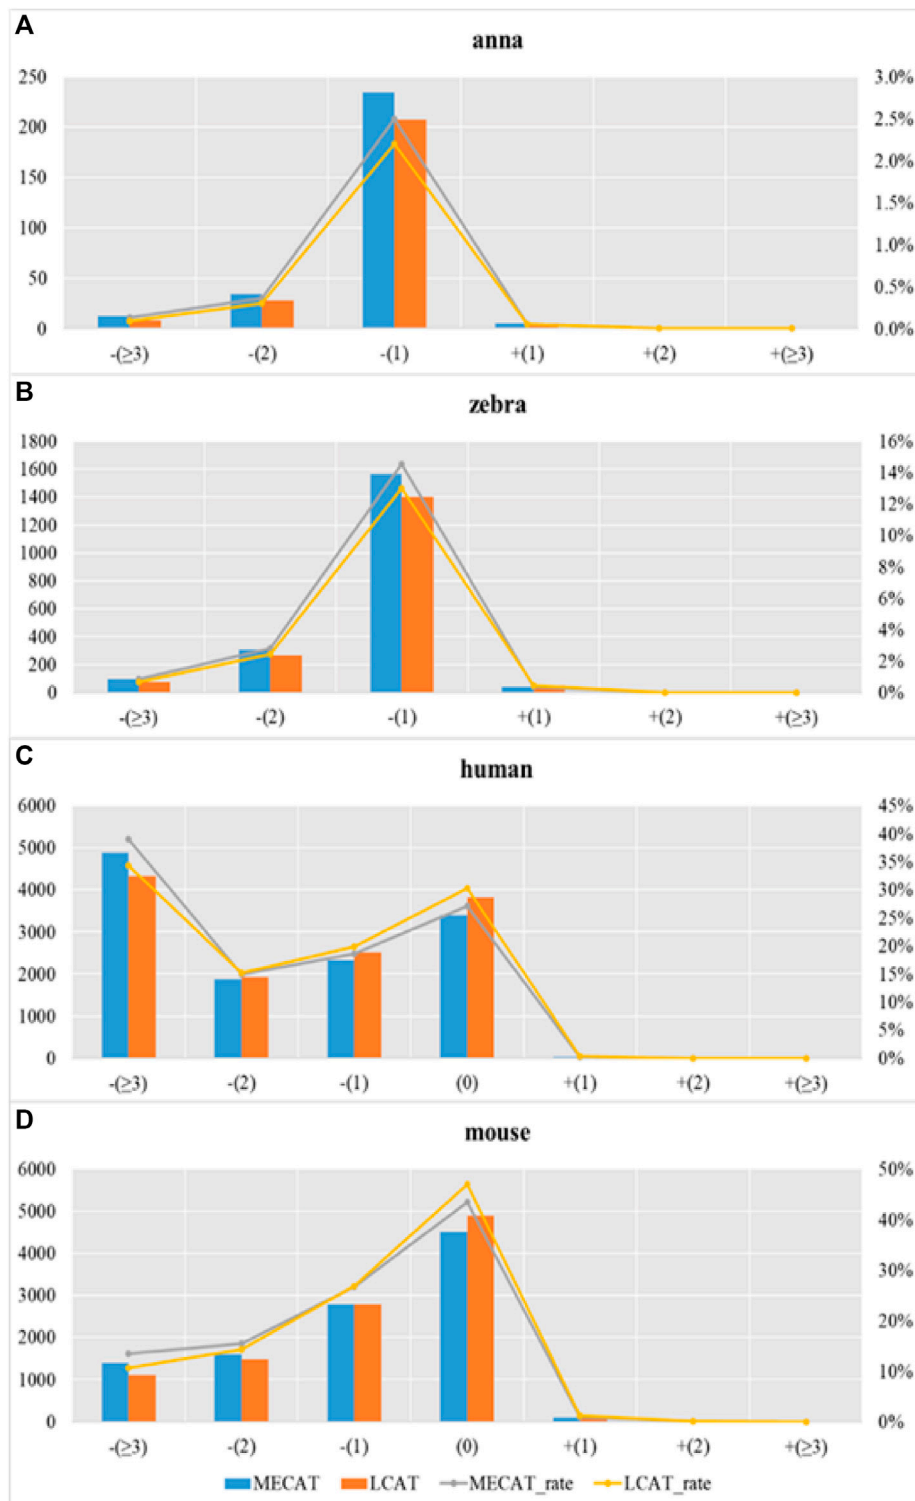 A
anna
250 3.0%
200 2.5%
2.0%
150
1.5%
100
1.0%
50 0.5%
0 0.0%
-(≥3) -(2) -(1) +(1) +(2) +(≥3)
B
zebra
1800 16%
1600 14%
1400 12%
1200
1000 10%
800 8%
600 6%
400 4%
200 2%
0 0%
-(≥3) -(2) -(1) +(1) +(2) +(≥3)
C
human
6000 45%
40%
5000 35%
4000 30%
3000 25%
20%
2000 15%
1000 10%
5%
0 0%
-(≥3) -(2) -(1) (0) +(1) +(2) +(≥3)
D
mouse
6000 50%
5000 40%
4000
3000 30%
2000 20%
1000 10%
0 0%
-(≥3) -(2) -(1) (0) +(1) +(2) +(≥3)
MECAT LCAT MECAT_rate LCAT_rate